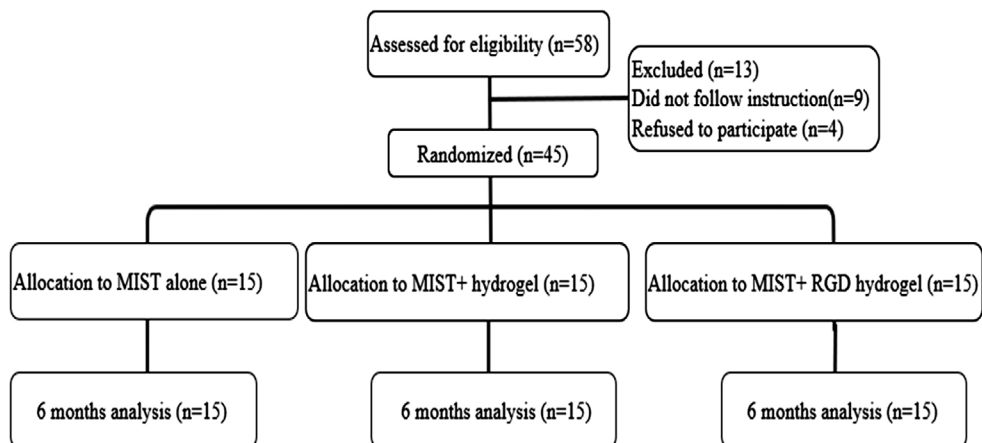 Assessed for eligibility (n=58)
Excluded (n=13)
Did not follow instruction(n=9)
Refused to participate (n=4)
Randomized (n=45)
Allocation to MIST alone (n=15)
Allocation to MIST+ hydrogel (n=15)
Allocation to MIST+ RGD hydrogel (n=15)
6 months analysis (n=15)
6 months analysis (n=15)
6 months analysis (n=15)